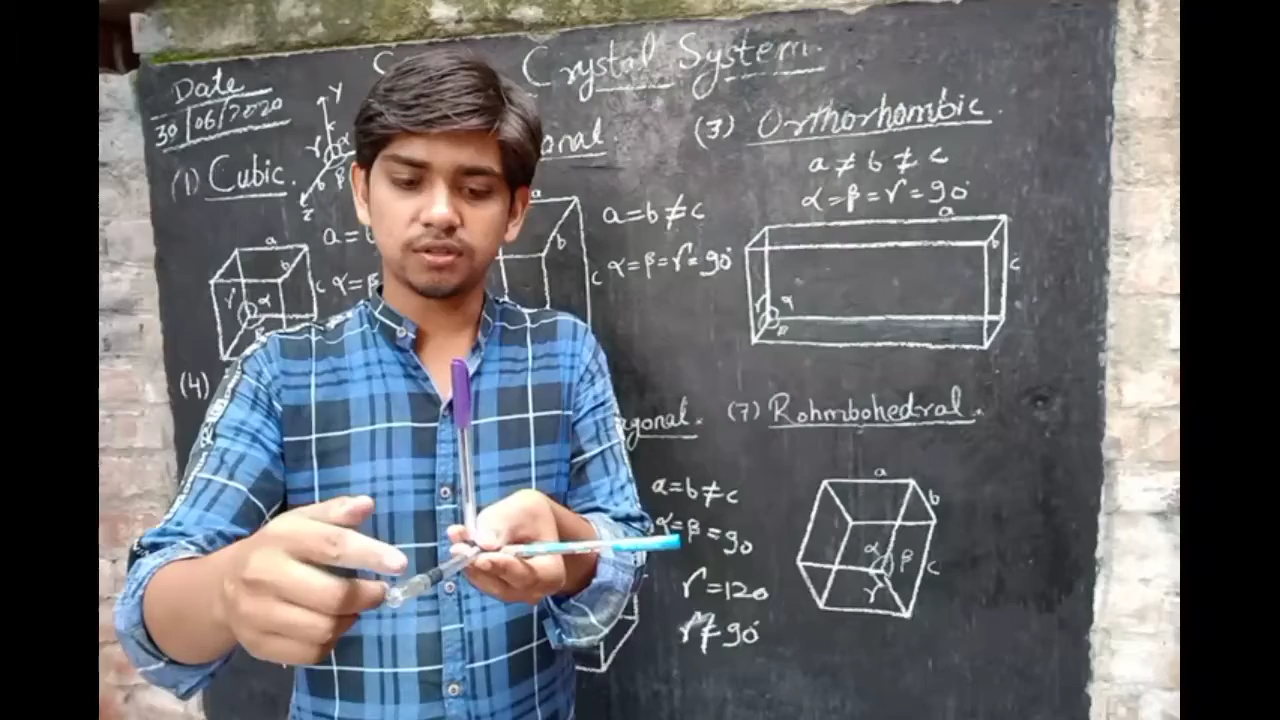 Crystal System.
Date
30/06/2020
Y
α
β
b
z
(1) Cubic.
a
b
c
α
a=
α=β
a
b
c
a=b≠c
α=β=r=90°
(3) Orthorhombic
a≠b≠c
α=β=r=90°
a
b
c
r
α
(4)
a=b≠c
α=β=90
r=120
r≠90°
(7) Rohmbohedral.
a
b
c
α
β
r